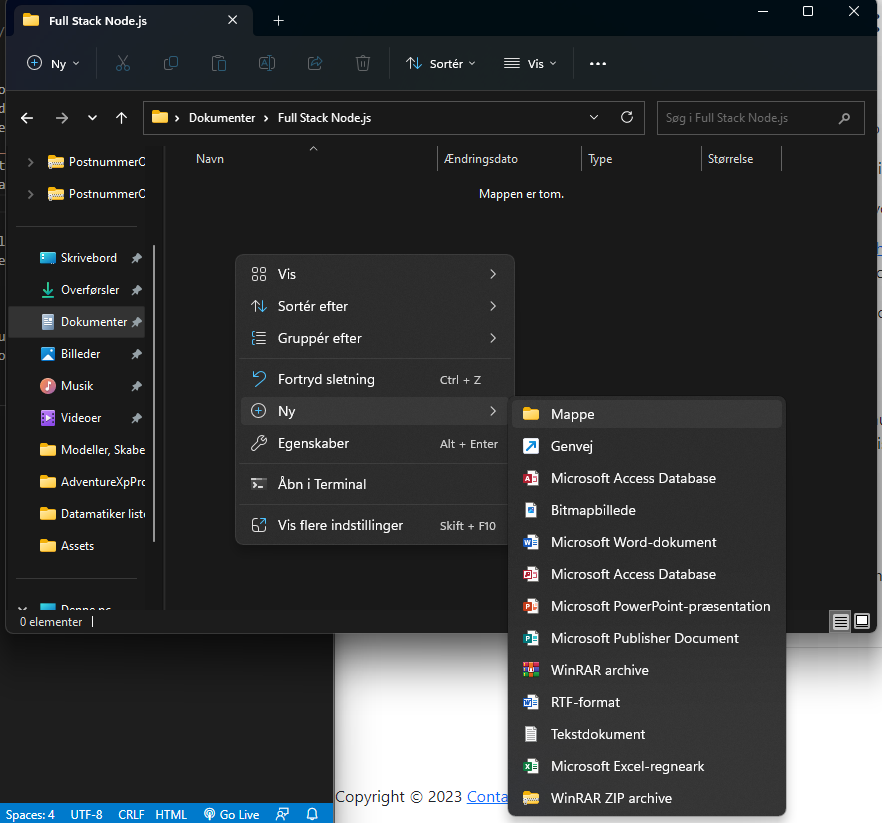 Full Stack Node.js
Ny
Sortér
Vis
Dokumenter
Full Stack Node.js
Søg i Full Stack Node.js
Navn
Ændringsdato
Type
Størrelse
Mappen er tom.
PostnummerO
PostnummerO
Skrivebord
Overførsler
Dokumenter
Billeder
Musik
Videoer
Modeller, Skabe
AdventureXpPro
Datamatiker liste
Assets
Denne pc
0 elementer
Vis
Sortér efter
Gruppér efter
Fortryd sletning Ctrl + Z
Ny
Egenskaber Alt + Enter
Åbn i Terminal
Vis flere indstillinger Skift + F10
Mappe
Genvej
Microsoft Access Database
Bitmapbillede
Microsoft Word-dokument
Microsoft Access Database
Microsoft PowerPoint-præsentation
Microsoft Publisher Document
WinRAR archive
RTF-format
Tekstdokument
Microsoft Excel-regneark
WinRAR ZIP archive
Copyright © 2023 Conta
Spaces: 4 UTF-8 CRLF HTML Go Live